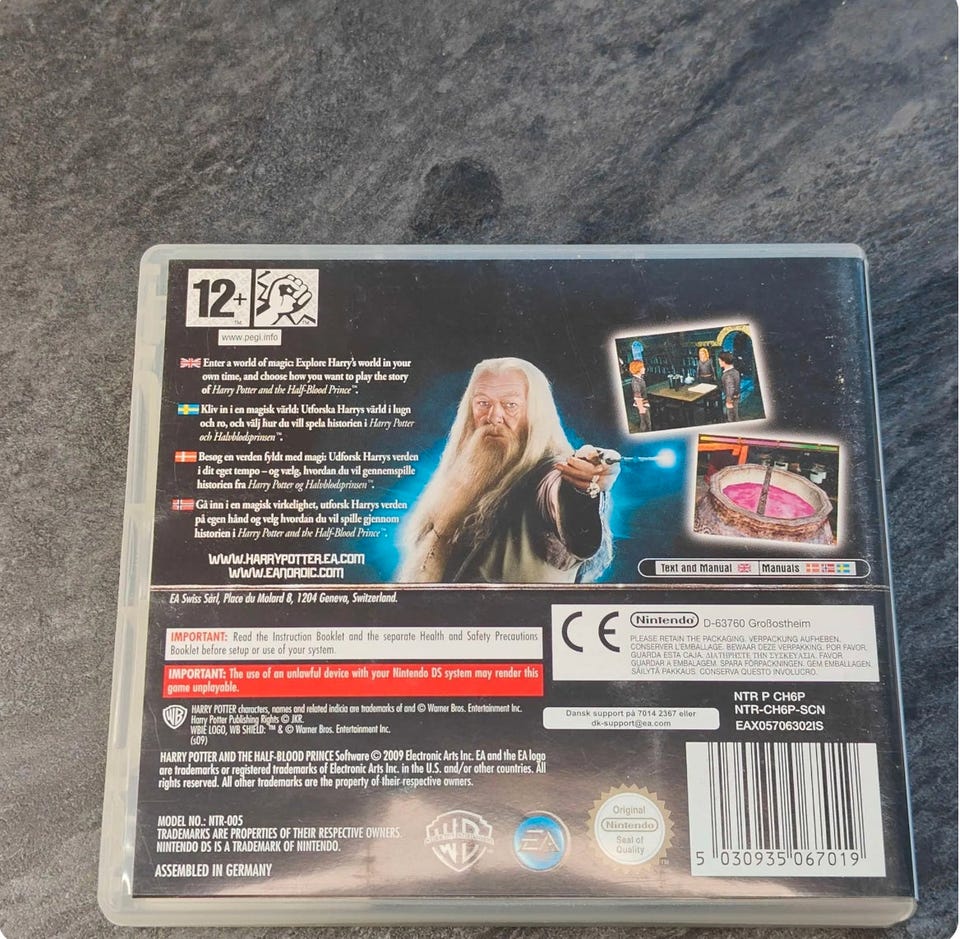 12+
™
™
www.pegi.info
Enter a world of magic: Explore Harry's world in your
own time, and choose how you want to play the story
of Harry Potter and the Half-Blood Prince™.
Kliv in i en magisk värld: Utforska Harrys värld i lugn
och ro, och välj hur du vill spela historien i Harry Potter
och Halvblodsprinsen™.
Besøg en verden fyldt med magi: Udforsk Harrys verden
i dit eget tempo – og vælg, hvordan du vil gennemspille
historien fra Harry Potter og Halvblodsprinsen™.
Gå inn i en magisk virkelighet, utforsk Harrys verden
på egen hånd og velg hvordan du vil spille gjennom
historien i Harry Potter and the Half-Blood Prince™.
WWW.HARRYPOTTER.EA.COM
WWW.EANORDIC.COM
Text and Manual
Manuals
EA Swiss Sàrl, Place du Molard 8, 1204 Geneva, Switzerland.
IMPORTANT: Read the Instruction Booklet and the separate Health and Safety Precautions
Booklet before setup or use of your system.
IMPORTANT: The use of an unlawful device with your Nintendo DS system may render this
game unplayable.
CE
Nintendo D-63760 Großostheim
PLEASE RETAIN THE PACKAGING. VERPACKUNG AUFHEBEN.
CONSERVER L'EMBALLAGE. BEWAAR DEZE VERPAKKING. POR FAVOR,
GUARDA ESTA CAJA. ΔΙΑΤΗΡΗΣΤΕ ΤΗΝ ΣΥΣΚΕΥΑΣΙΑ. FAVOR
GUARDAR A EMBALAGEM. SPARA FÖRPACKNINGEN. GEM EMBALLAGEN.
SÄILYTÄ PAKKAUS. CONSERVA QUESTO INVOLUCRO.
WB
HARRY POTTER characters, names and related indicia are trademarks of and © Warner Bros. Entertainment Inc.
Harry Potter Publishing Rights © JKR.
WBIE LOGO, WB SHIELD: ™ & © Warner Bros. Entertainment Inc.
(s09)
Dansk support på 7014 2367 eller
dk-support@ea.com
NTR P CH6P
NTR-CH6P-SCN
EAX05706302IS
HARRY POTTER AND THE HALF-BLOOD PRINCE Software © 2009 Electronic Arts Inc. EA and the EA logo
are trademarks or registered trademarks of Electronic Arts Inc. in the U.S. and/or other countries. All
rights reserved. All other trademarks are the property of their respective owners.
MODEL NO.: NTR-005
TRADEMARKS ARE PROPERTIES OF THEIR RESPECTIVE OWNERS.
NINTENDO DS IS A TRADEMARK OF NINTENDO.
ASSEMBLED IN GERMANY
WB
EA
Original
Nintendo
Seal of
Quality
™
5 030935 067019